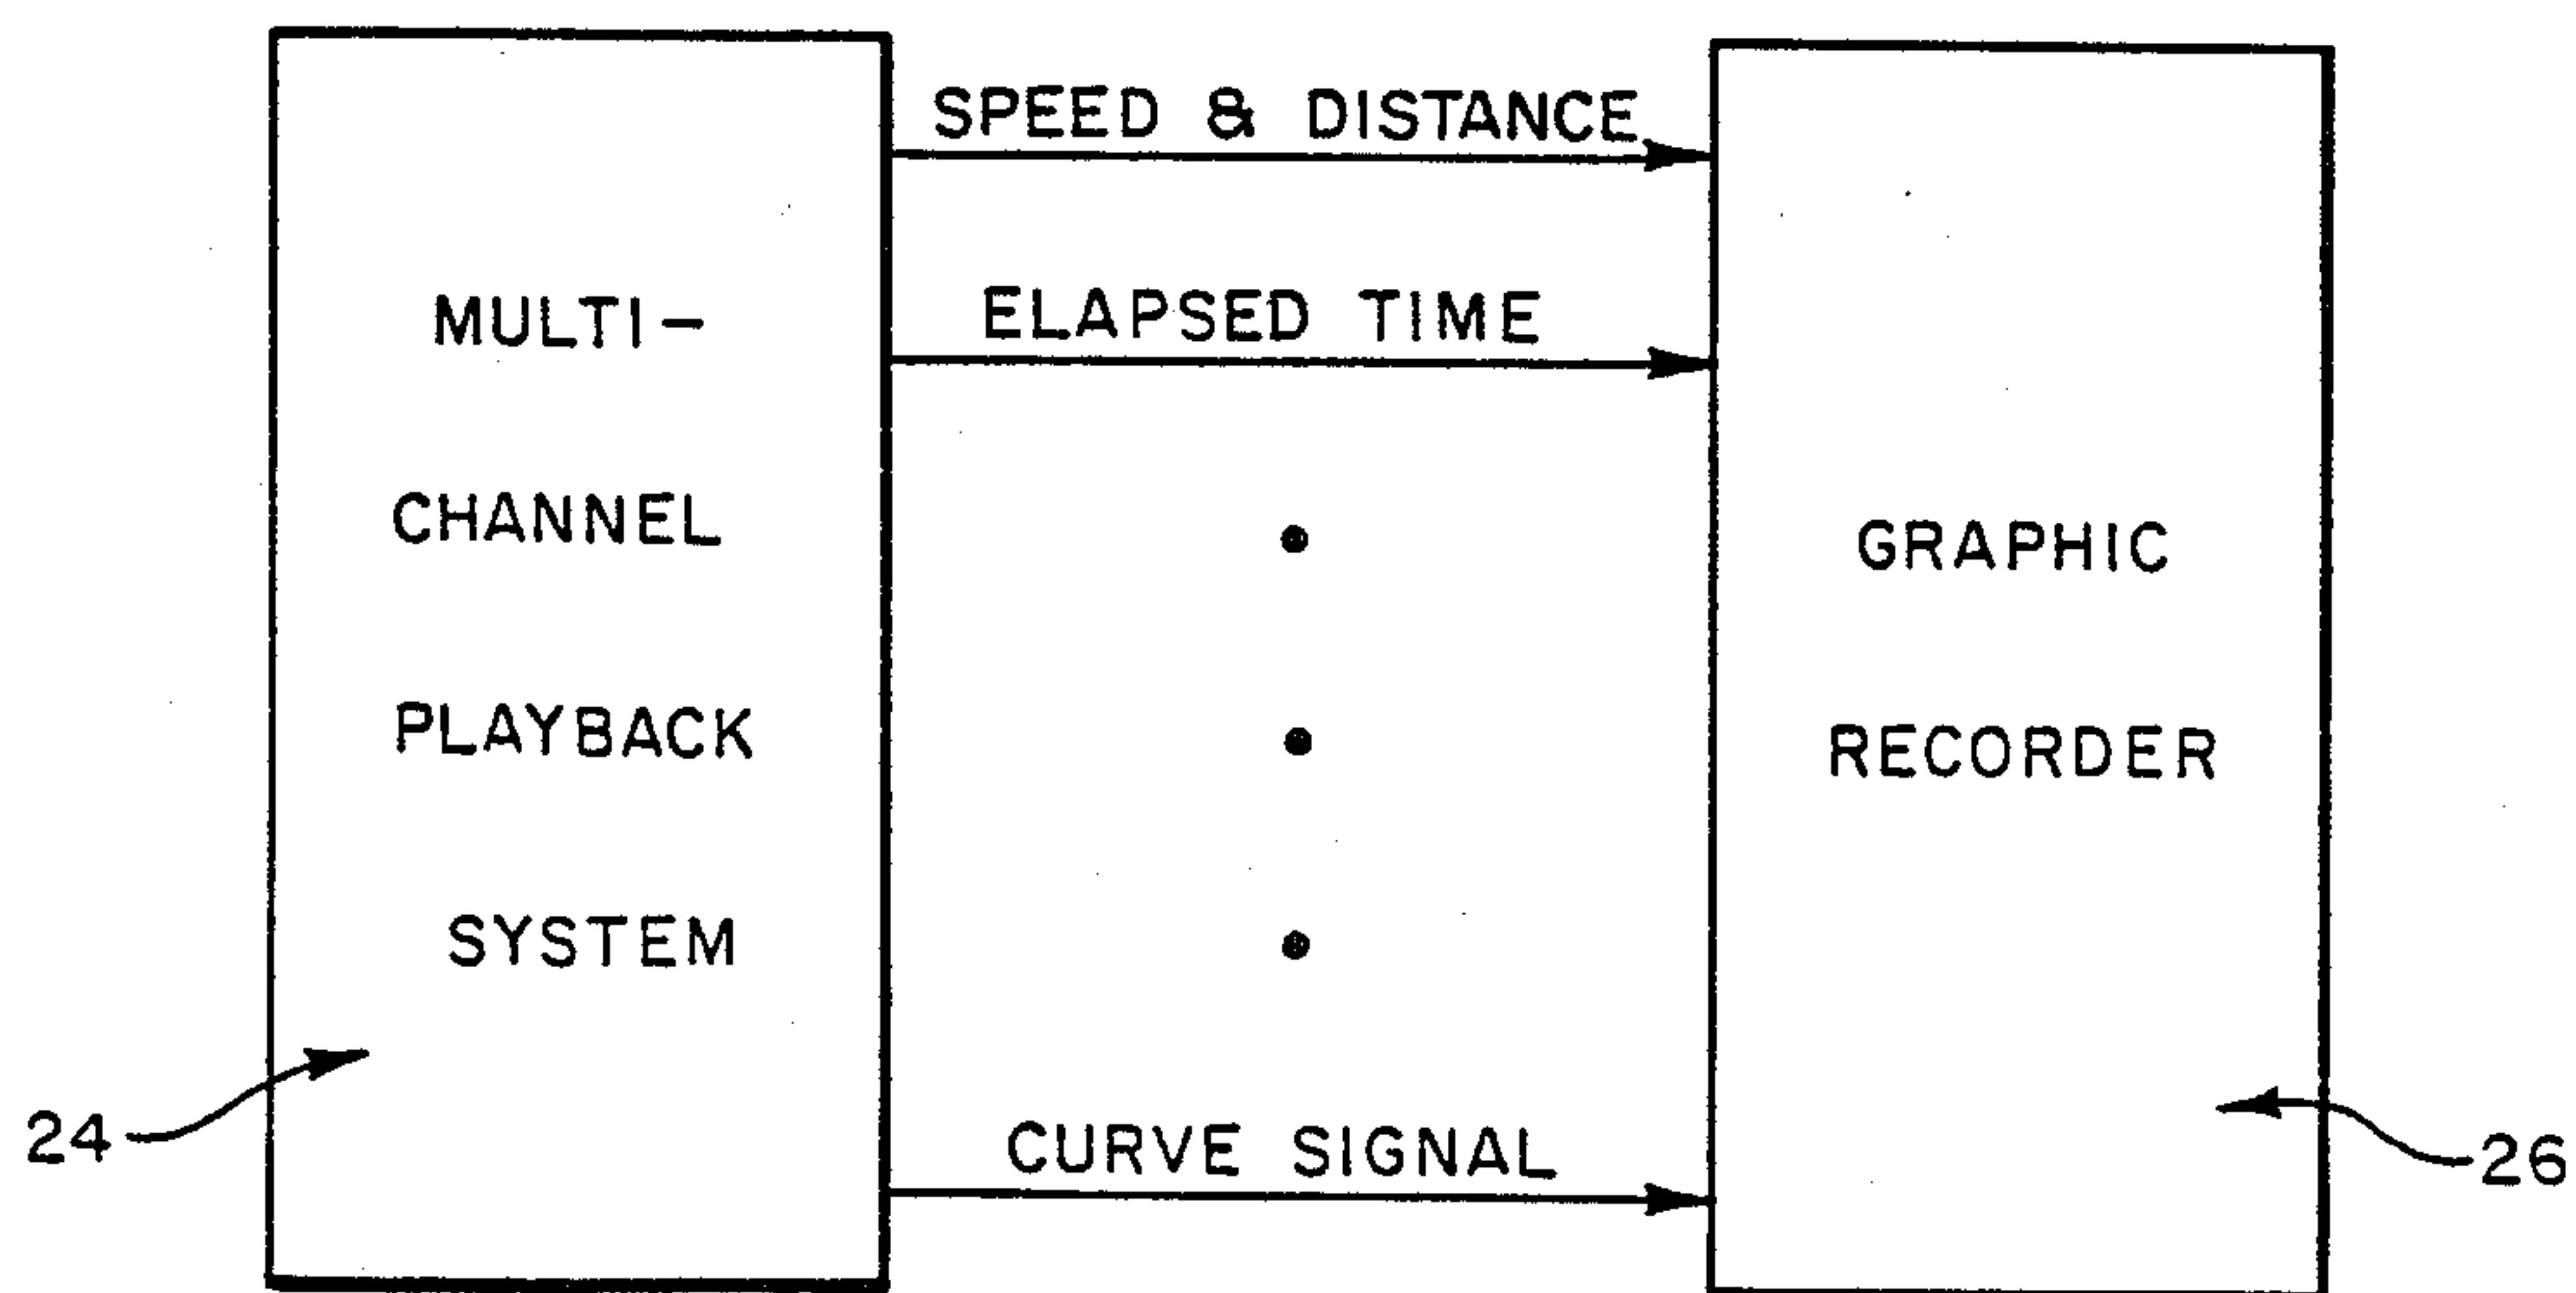 SPEED & DISTANCE
ELAPSED TIME
MULTI-
CHANNEL
PLAYBACK
SYSTEM
GRAPHIC
RECORDER
CURVE SIGNAL
24
26